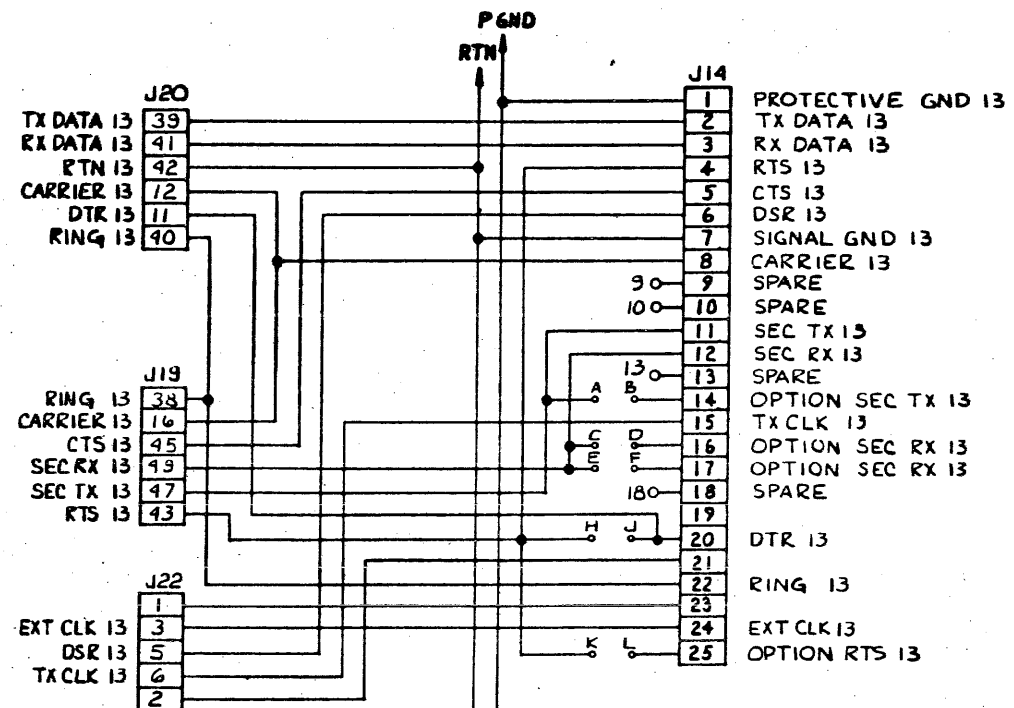 PGND
RTN
J20
TX DATA 13 39
RX DATA 13 41
RTN 13 42
CARRIER 13 12
DTR 13 11
RING 13 40
J19
RING 13 38
CARRIER 13 16
CTS 13 45
SEC RX 13 49
SEC TX 13 47
RTS 13 43
J22
1
EXT CLK 13 3
DSR 13 5
TX CLK 13 6
2
9
10
13
A B
C D
E F
18
H J
K L
J14
1 PROTECTIVE GND 13
2 TX DATA 13
3 RX DATA 13
4 RTS 13
5 CTS 13
6 DSR 13
7 SIGNAL GND 13
8 CARRIER 13
9 SPARE
10 SPARE
11 SEC TX 13
12 SEC RX 13
13 SPARE
14 OPTION SEC TX 13
15 TX CLK 13
16 OPTION SEC RX 13
17 OPTION SEC RX 13
18 SPARE
19
20 DTR 13
21
22 RING 13
23
24 EXT CLK 13
25 OPTION RTS 13